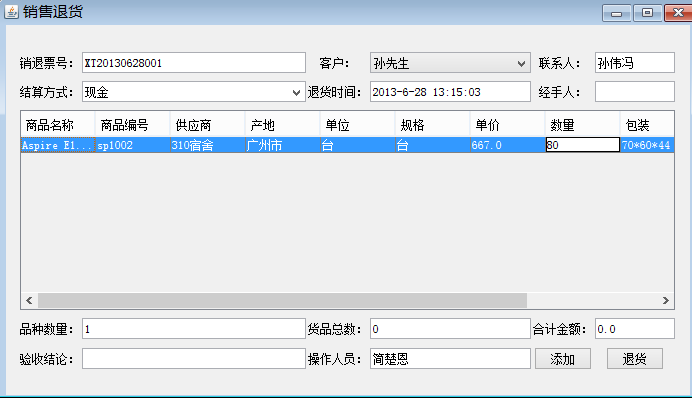 销售退货
销退票号: XT20130628001 客户: 孙先生 联系人: 孙伟冯
结算方式: 现金 退货时间: 2013-6-28 13:15:03 经手人:
商品名称 商品编号 供应商 产地 单位 规格 单价 数量 包装
Aspire E1... sp1002 310宿舍 广州市 台 台 667.0 80 70*60*44
品种数量: 1 货品总数: 0 合计金额: 0.0
验收结论: 操作人员: 简楚恩 添加 退货